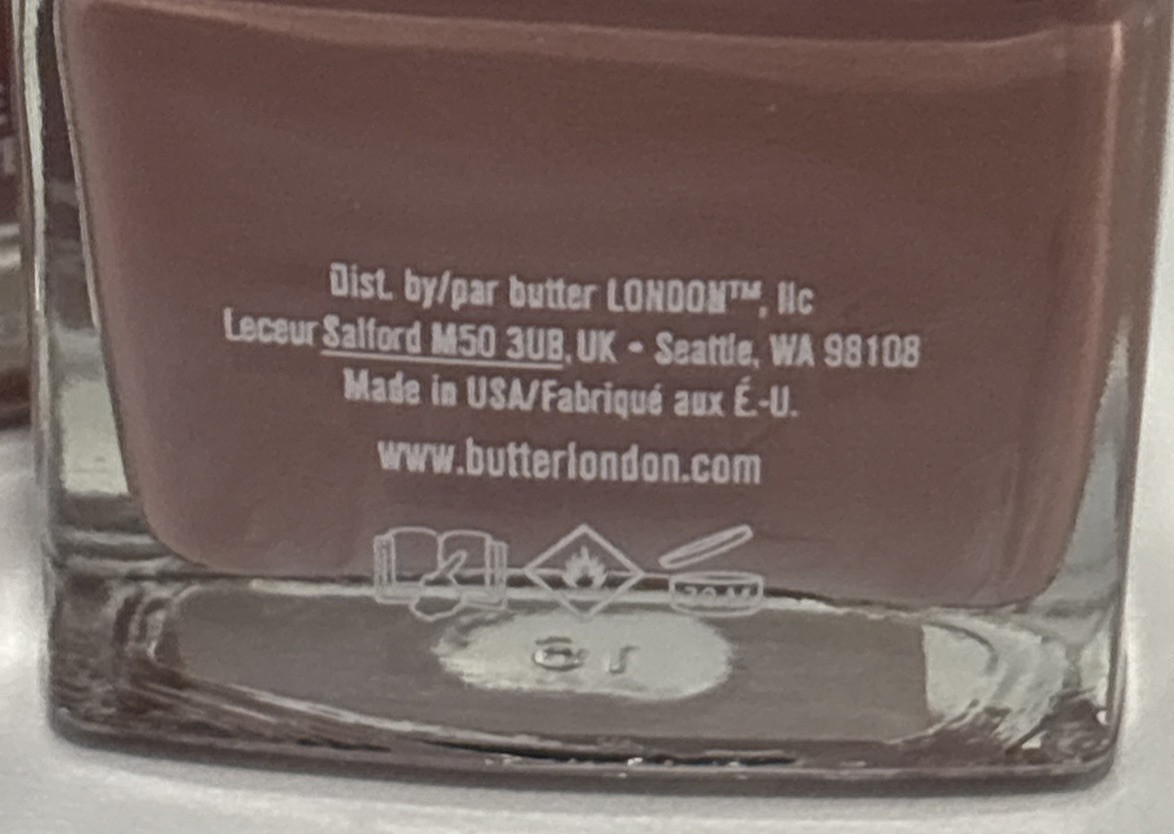 Dist. by/par butter LONDON™, llc
Leceur Salford M50 3UB, UK - Seattle, WA 98108
Made in USA/Fabriqué aux É.-U.
www.butterlondon.com